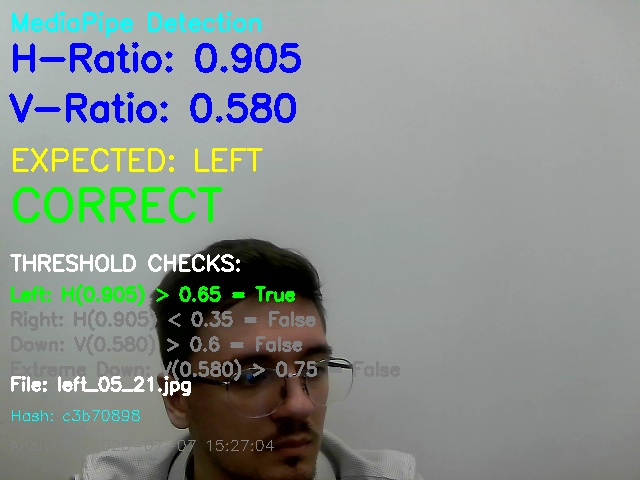 MediaPipe Detection
H-Ratio: 0.905
V-Ratio: 0.580
EXPECTED: LEFT
CORRECT
THRESHOLD CHECKS:
Left: H(0.905) > 0.65 = True
Right: H(0.905) < 0.35 = False
Down: V(0.580) > 0.6 = False
Extreme Down: V(0.580) > 0.75 = False
File: left_05_21.jpg
Hash: c3b70898
07 15:27:04